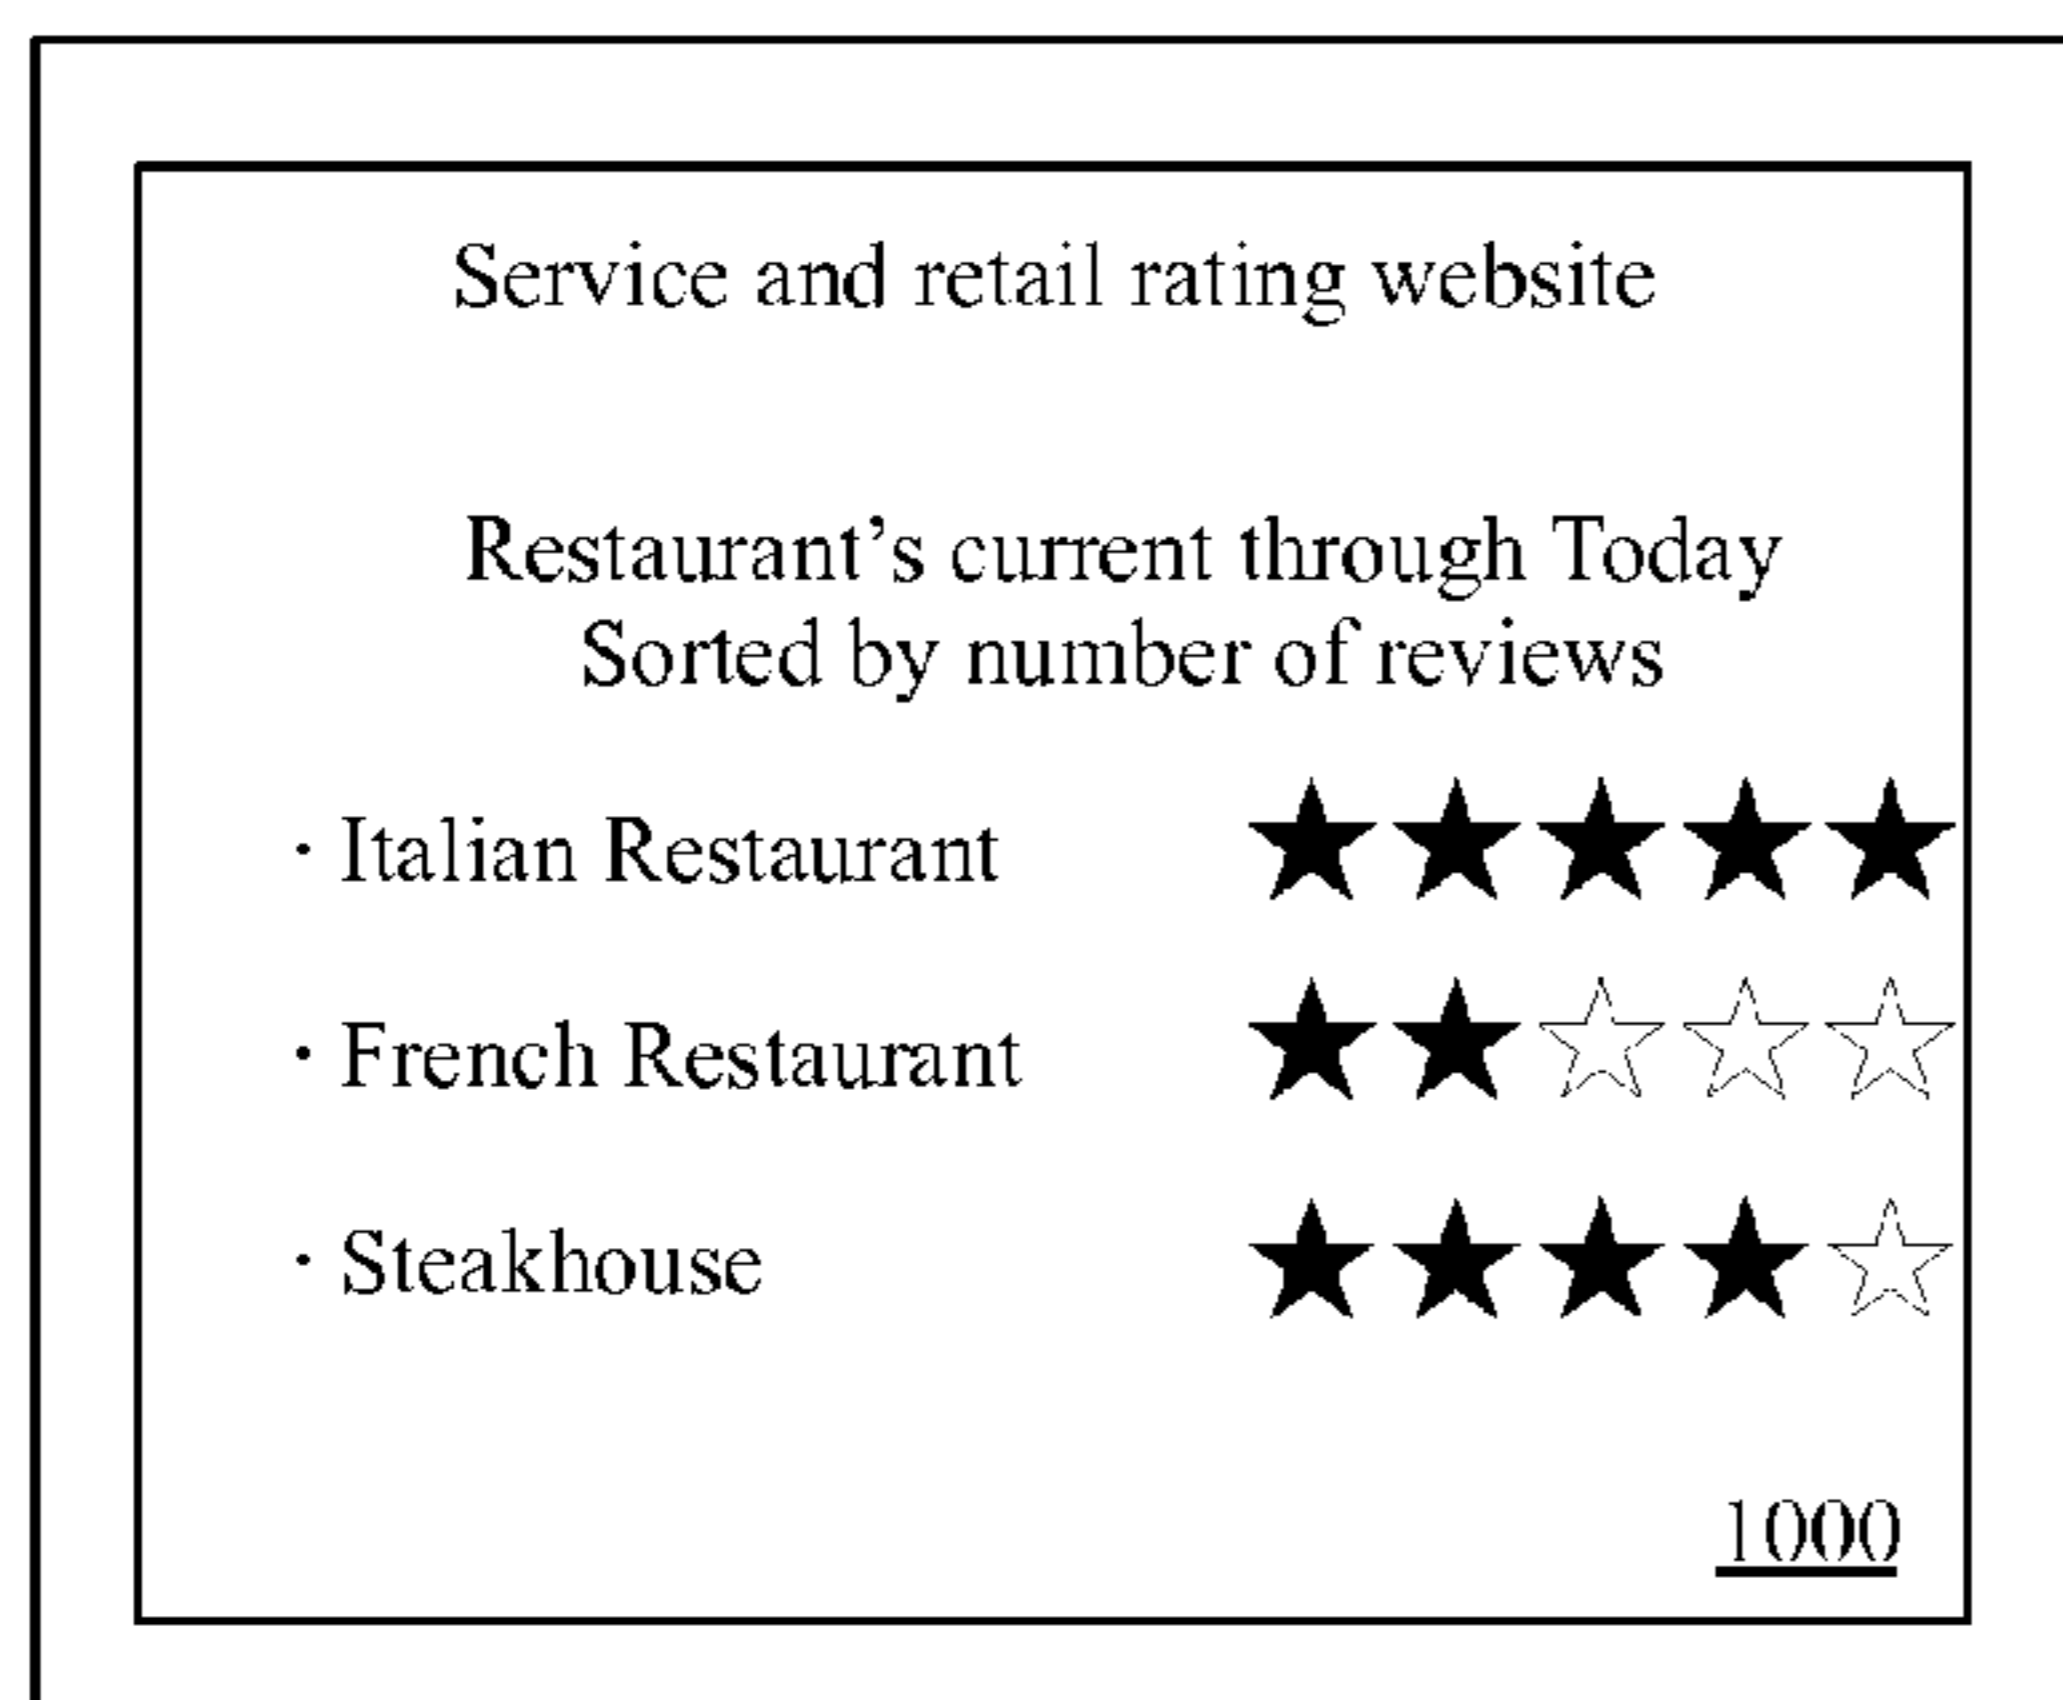 Service and retail rating website
Restaurant’s current through Today
Sorted by number of reviews
· Italian Restaurant
· French Restaurant
· Steakhouse
1000